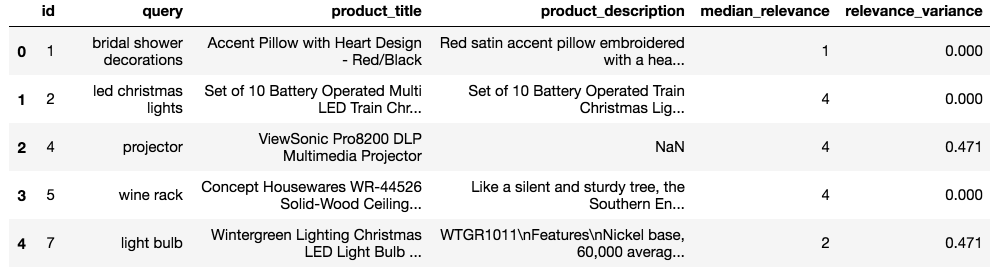 id query product_title product_description median_relevance relevance_variance
0 1 bridal shower decorations Accent Pillow with Heart Design - Red/Black Red satin accent pillow embroidered with a hea... 1 0.000
1 2 led christmas lights Set of 10 Battery Operated Multi LED Train Chr... Set of 10 Battery Operated Train Christmas Lig... 4 0.000
2 4 projector ViewSonic Pro8200 DLP Multimedia Projector NaN 4 0.471
3 5 wine rack Concept Housewares WR-44526 Solid-Wood Ceiling... Like a silent and sturdy tree, the Southern En... 4 0.000
4 7 light bulb Wintergreen Lighting Christmas LED Light Bulb ... WTGR1011\nFeatures\nNickel base, 60,000 averag... 2 0.471